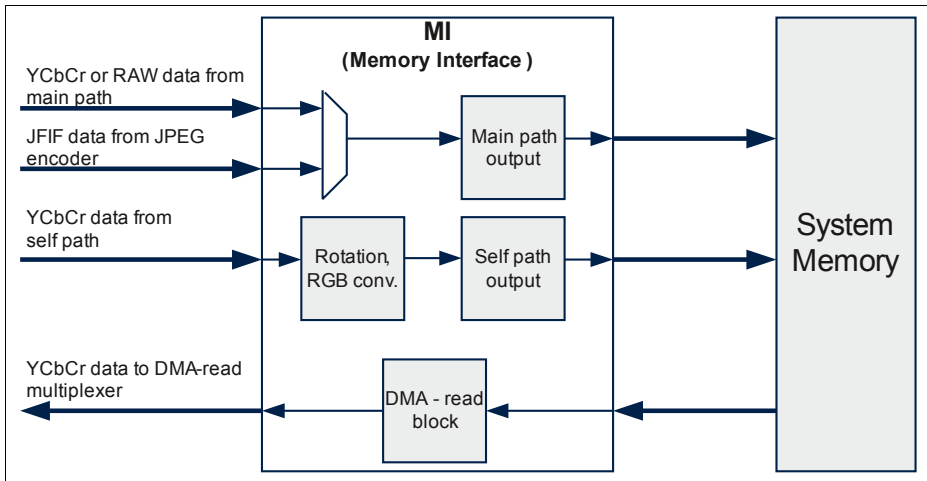 MI
(Memory Interface )
YCbCr or RAW data from
main path
JFIF data from JPEG
encoder
Main path
output
YCbCr data from
self path
Rotation,
RGB conv.
Self path
output
System
Memory
YCbCr data to DMA-read
multiplexer
DMA - read
block